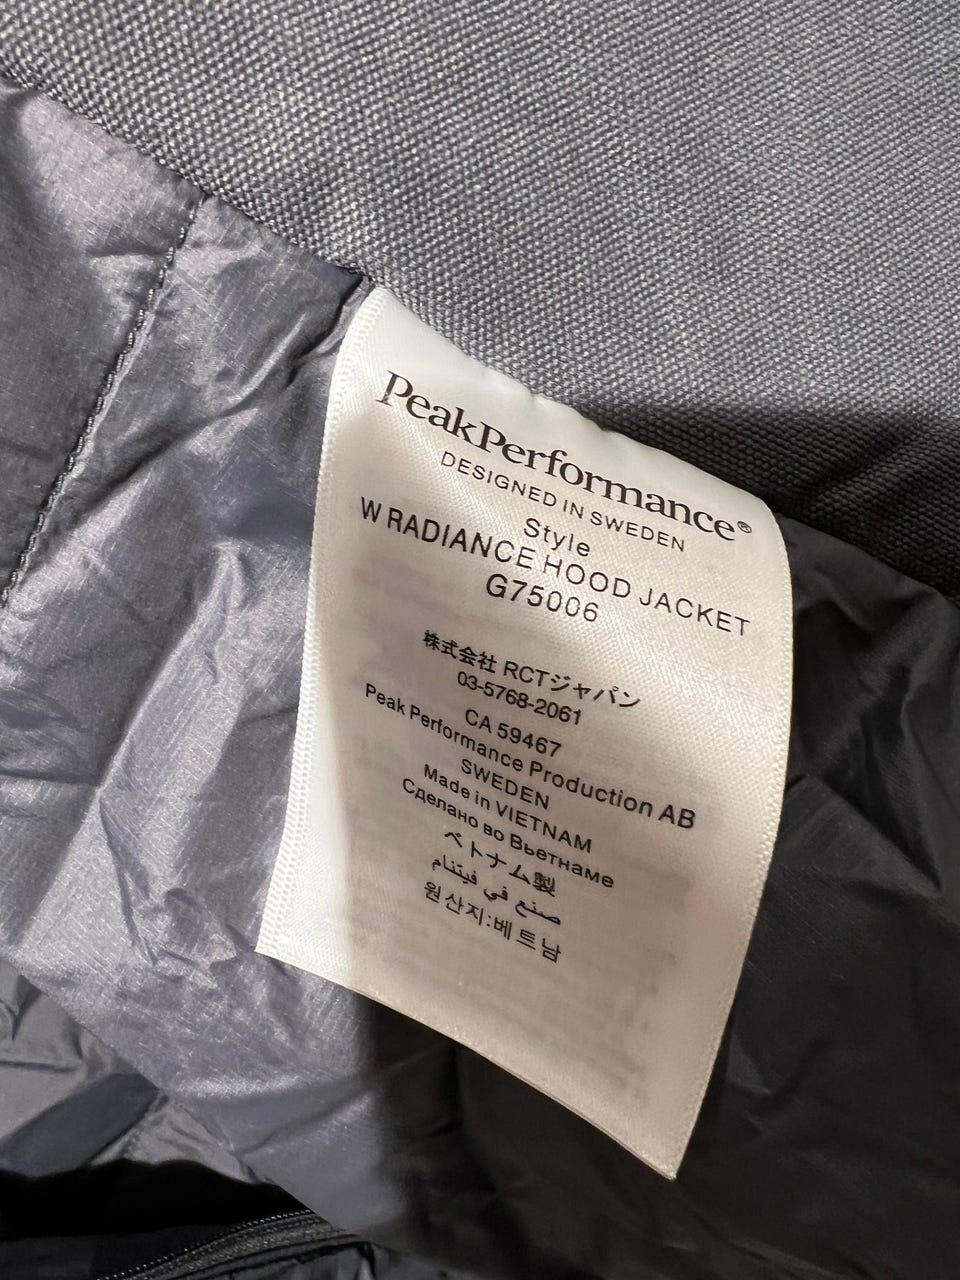 PeakPerformance®
DESIGNED IN SWEDEN
Style
W RADIANCE HOOD JACKET
G75006
株式会社 RCTジャパン
03-5768-2061
CA 59467
Peak Performance Production AB
SWEDEN
Made in VIETNAM
Сделано во Вьетнаме
ベトナム製
صنع في فيتنام
원산지:베트남